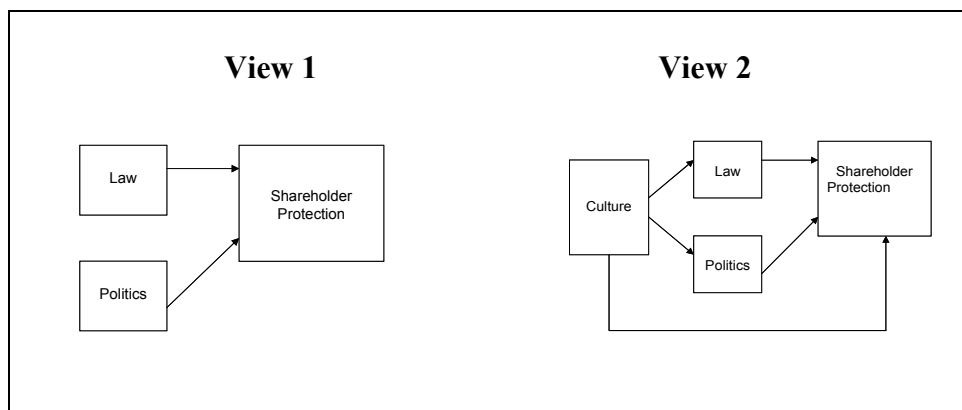 View 1
Law
Shareholder
Protection
Politics
View 2
Culture
Law
Politics
Shareholder
Protection